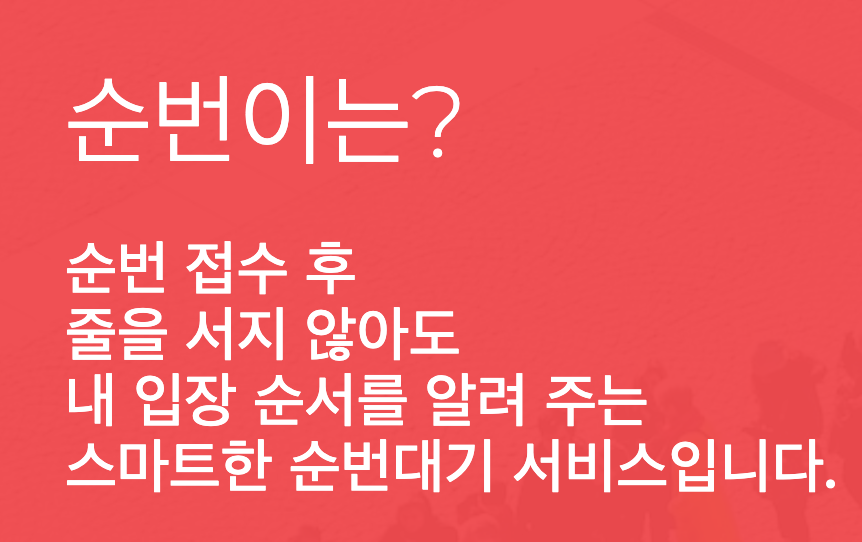 순번이는?
순번 접수 후
줄을 서지 않아도
내 입장 순서를 알려 주는
스마트한 순번대기 서비스입니다.